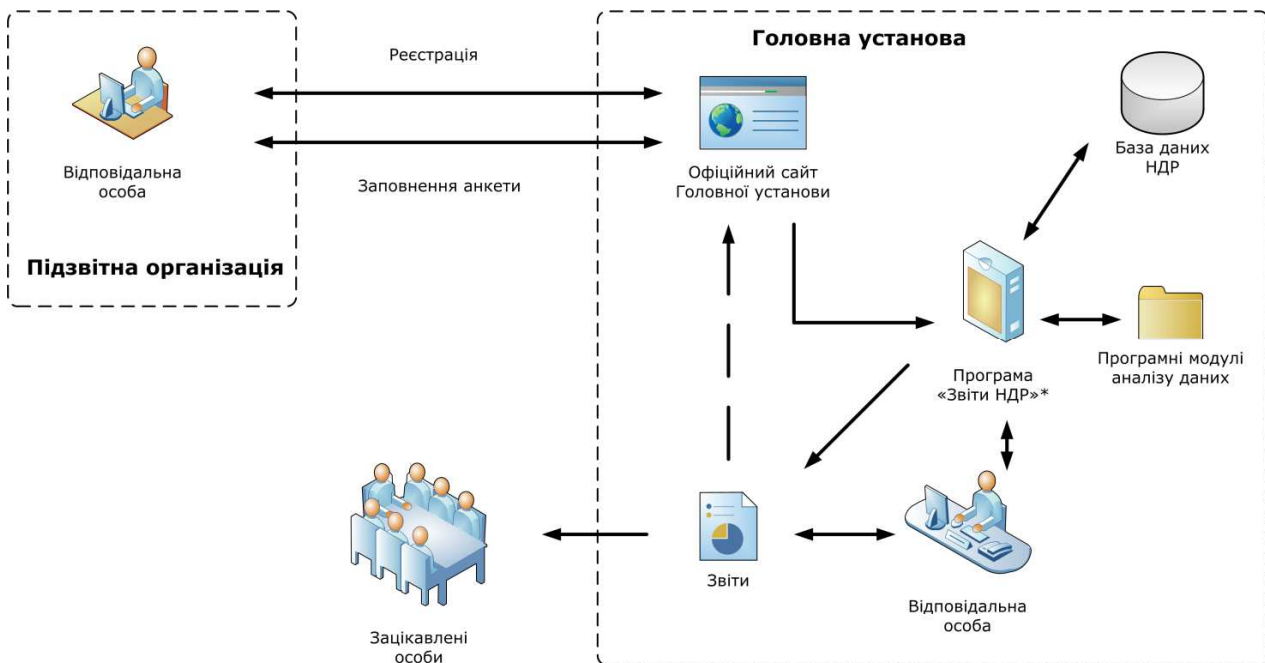 Головна установа
Реєстрація
Відповідальна
особа
Заповнення анкети
Підзвітна організація
Офіційний сайт
Головної установи
База даних
НДР
Програма
«Звіти НДР»*
Програмні модулі
аналізу даних
Звіти
Відповідальна
особа
Зацікавлені
особи